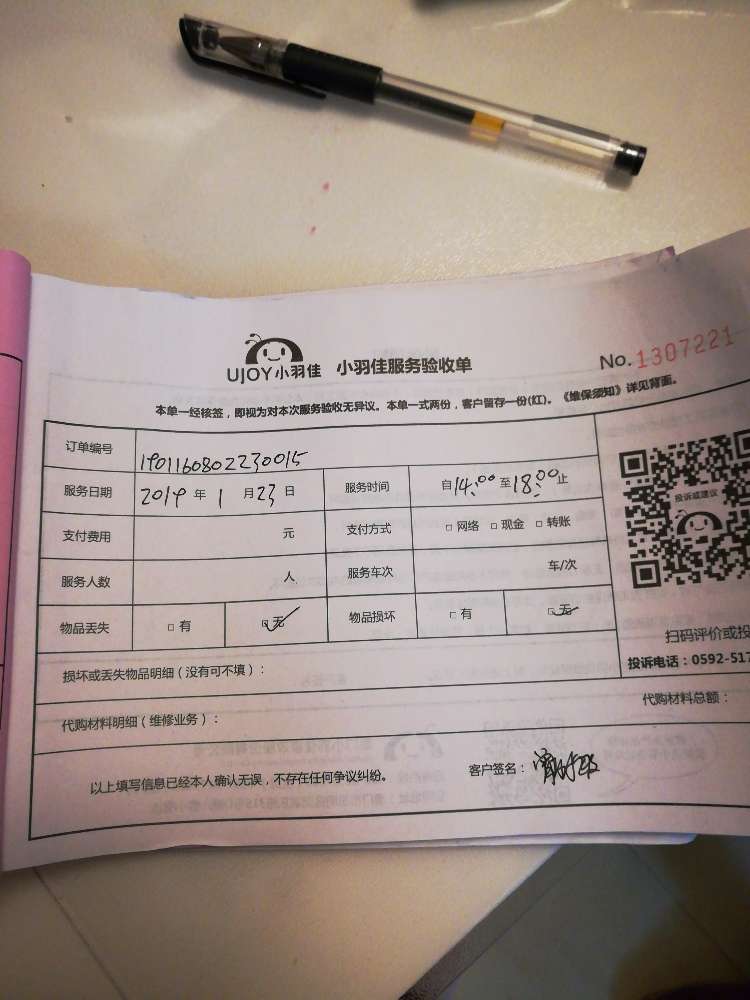 UJOY小羽佳 小羽佳服务验收单 No.1307221
本单一经核签，即视为对本次服务验收无异议。本单一式两份，客户留存一份(红)。《维保须知》详见背面。
订单编号 1901160802230015
服务日期 2019 年 1 月 23 日 服务时间 自 14:00 至 18:00 止
支付费用 元 支付方式 □ 网络 □ 现金 □ 转账
服务人数 人 服务车次 车/次
物品丢失 □ 有 ☑ 无 物品损坏 □ 有 ☑ 无
投诉或建议
扫码评价或投
投诉电话：0592-517
损坏或丢失物品明细（没有可不填）：
代购材料明细（维修业务）： 代购材料总额：
以上填写信息已经本人确认无误，不存在任何争议纠纷。 客户签名：